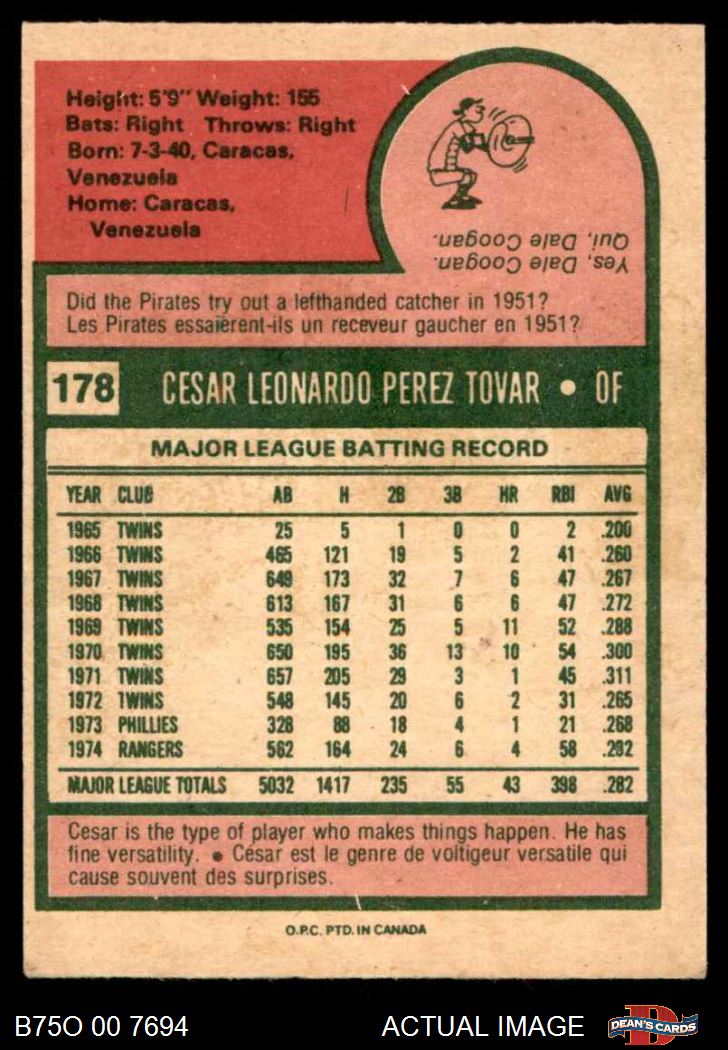 Height: 5'9" Weight: 155
Bats: Right Throws: Right
Born: 7-3-40, Caracas,
Venezuela
Home: Caracas,
Venezuela
Yes, Dale Coogan.
Qui, Dale Coogan.
Did the Pirates try out a lefthanded catcher in 1951?
Les Pirates essaièrent-ils un receveur gaucher en 1951?
178 CESAR LEONARDO PEREZ TOVAR • OF
MAJOR LEAGUE BATTING RECORD
YEAR CLUB AB H 2B 3B HR RBI AVG
1965 TWINS 25 5 1 0 0 2 .200
1966 TWINS 465 121 19 5 2 41 .260
1967 TWINS 649 173 32 7 6 47 .267
1968 TWINS 613 167 31 6 6 47 .272
1969 TWINS 535 154 25 5 11 52 .288
1970 TWINS 650 195 36 13 10 54 .300
1971 TWINS 657 205 29 3 1 45 .311
1972 TWINS 548 145 20 6 2 31 .265
1973 PHILLIES 328 88 18 4 1 21 .268
1974 RANGERS 562 164 24 6 4 58 .292
MAJOR LEAGUE TOTALS 5032 1417 235 55 43 398 .282
Cesar is the type of player who makes things happen. He has
fine versatility. • César est le genre de voltigeur versatile qui
cause souvent des surprises.
O.P.C. PTD. IN CANADA
B75O 00 7694 ACTUAL IMAGE DEAN'S CARDS